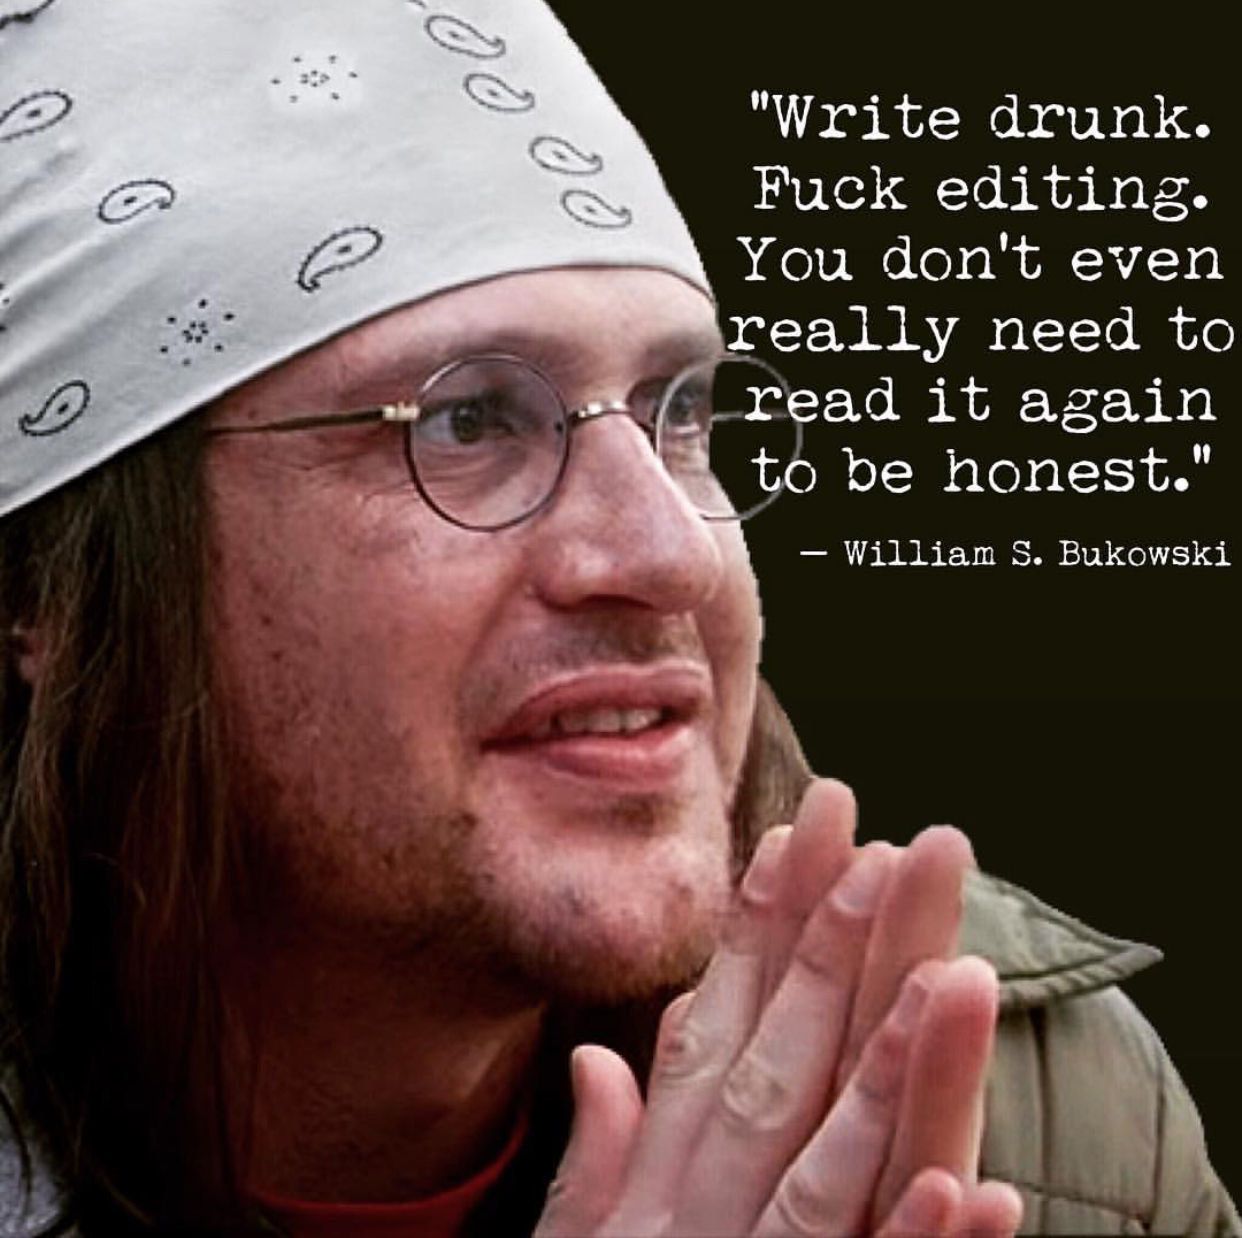 "Write drunk.
Fuck editing.
You don't even
really need to
read it again
to be honest."
— William S. Bukowski